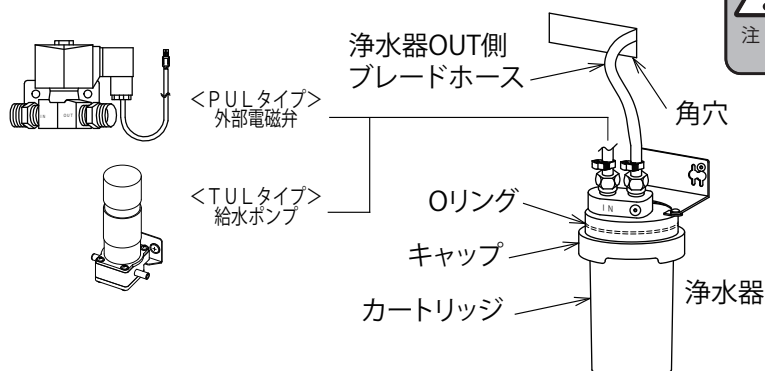 浄水器OUT側
ブレードホース
注
角穴
＜ＰＵＬタイプ＞
外部電磁弁
OUT
＜ＴＵＬタイプ＞
給水ポンプ
Oリング
IN
キャップ
カートリッジ
浄水器